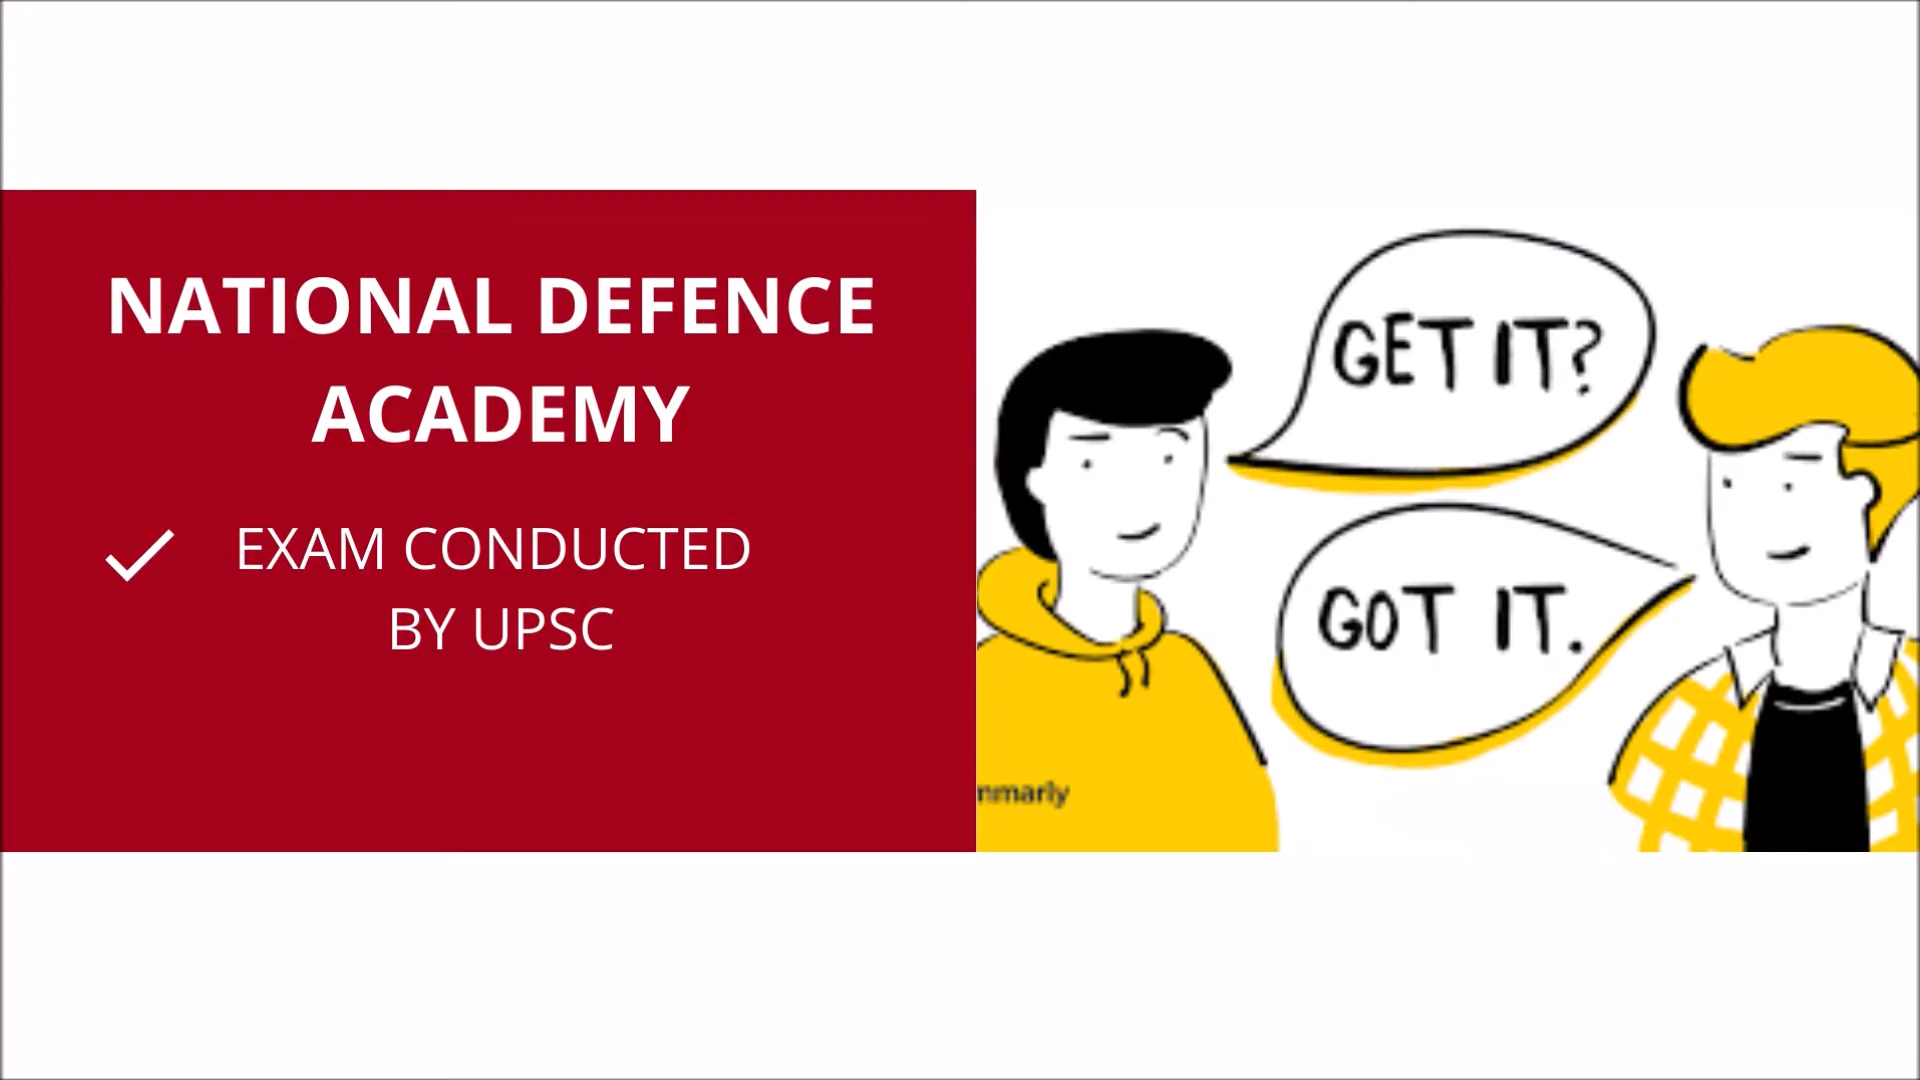 NATIONAL DEFENCE
ACADEMY
EXAM CONDUCTED
BY UPSC
GET IT?
GOT IT.